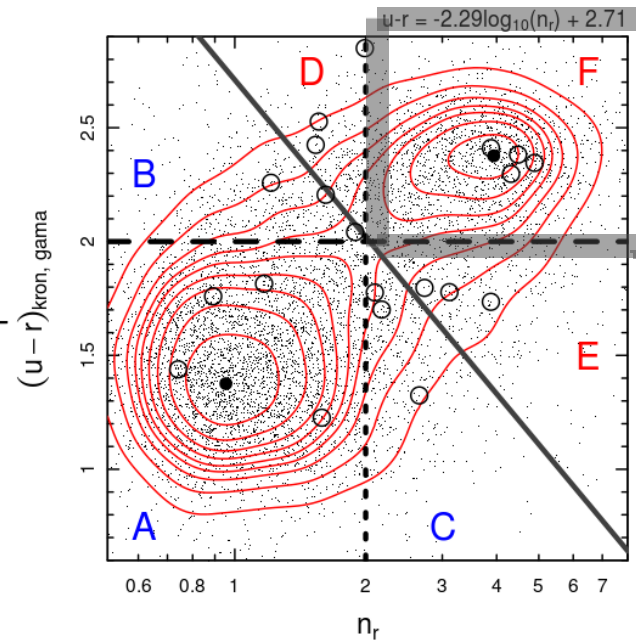 u-r = -2.29log₁₀(nᵣ) + 2.71
D
F
B
E
A
C
2.5
2
1.5
1
(u−r)kron, gama
0.6 0.8 1 2 3 4 5 6 7
nᵣ